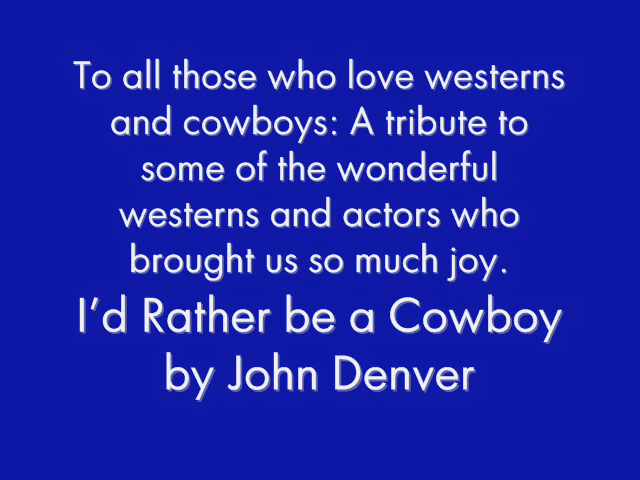 To all those who love westerns
and cowboys: A tribute to
some of the wonderful
westerns and actors who
brought us so much joy.
I’d Rather be a Cowboy
by John Denver